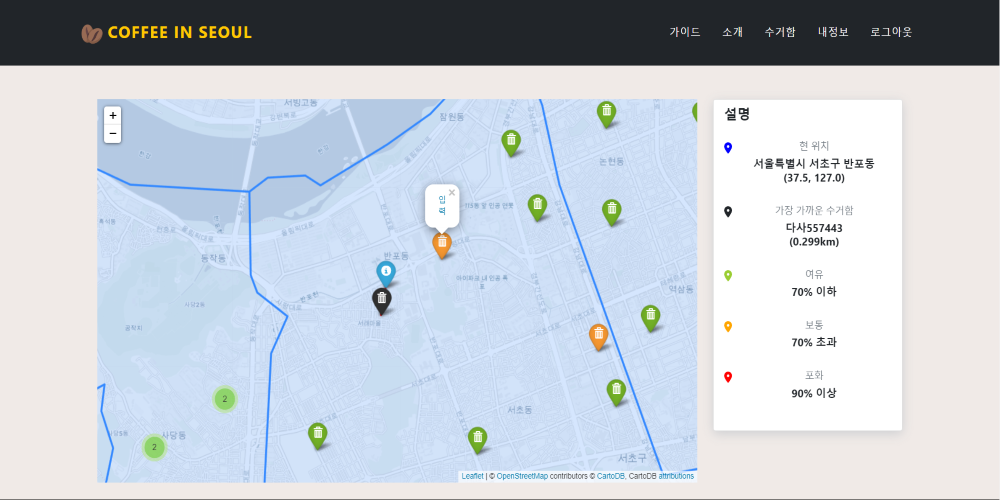 COFFEE IN SEOUL
가이드 소개 수거함 내정보 로그아웃
+
−
서빙고동
잠원동
논현동
동작동
반포동
역삼동
서초동
사당동
서초구
입
력
×
2
2
Leaflet | © OpenStreetMap contributors © CartoDB, CartoDB attributions
설명
현 위치
서울특별시 서초구 반포동
(37.5, 127.0)
가장 가까운 수거함
다사557443
(0.299km)
여유
70% 이하
보통
70% 초과
포화
90% 이상